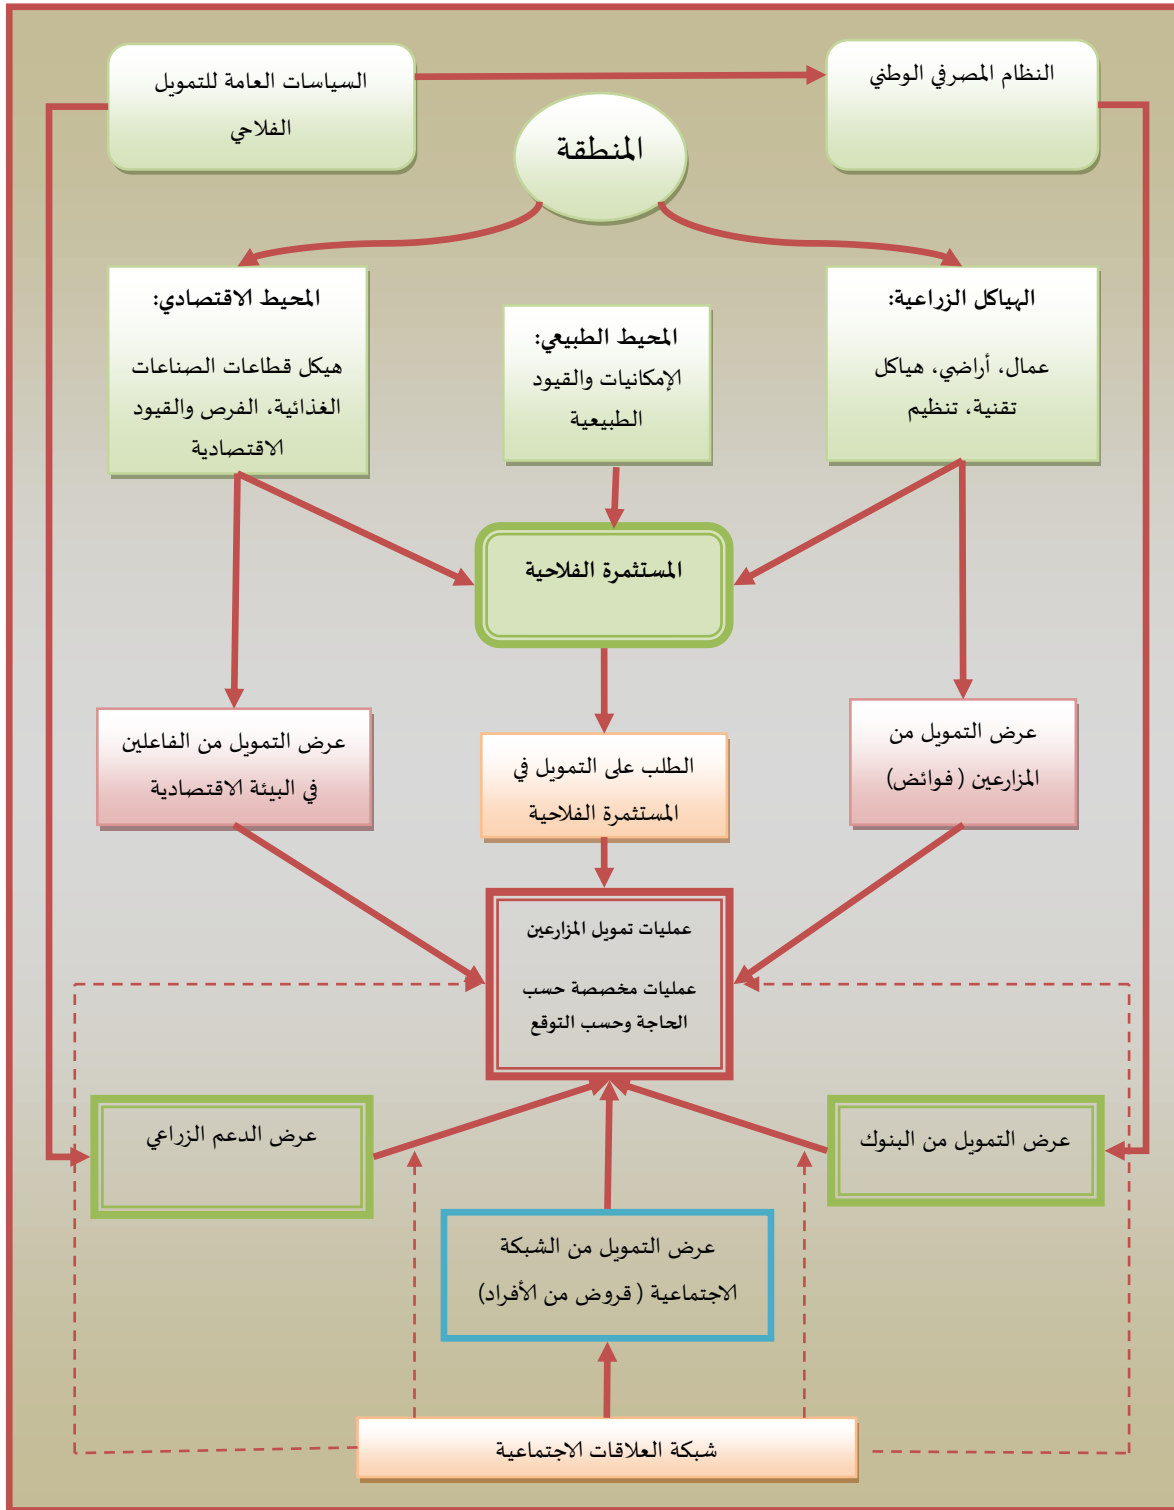 النظام المصرفي الوطني
السياسات العامة للتمويل
الفلاحي
المنطقة
الهياكل الزراعية:
عمال، أراضي، هياكل
تقنية، تنظيم
المحيط الطبيعي:
الإمكانيات والقيود
الطبيعية
المحيط الاقتصادي:
هيكل قطاعات الصناعات
الغذائية، الفرص والقيود
الاقتصادية
المستثمرة الفلاحية
عرض التمويل من
المزارعين ( فوائض)
الطلب على التمويل في
المستثمرة الفلاحية
عرض التمويل من الفاعلين
في البيئة الاقتصادية
عمليات تمويل المزارعين
عمليات مخصصة حسب
الحاجة وحسب التوقع
عرض التمويل من البنوك
عرض الدعم الزراعي
عرض التمويل من الشبكة
الاجتماعية ( قروض من الأفراد)
شبكة العلاقات الاجتماعية